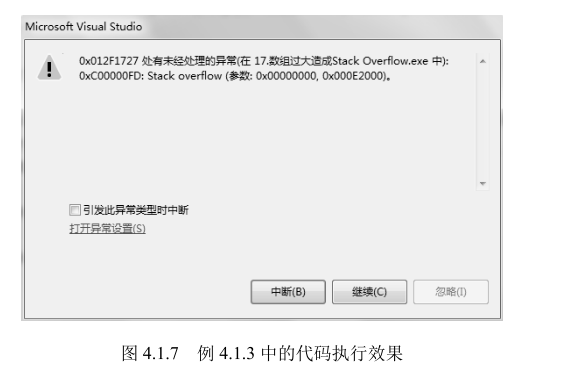 Microsoft Visual Studio
0x012F1727 处有未经处理的异常(在 17.数组过大造成Stack Overflow.exe 中):
0xC00000FD: Stack overflow (参数: 0x00000000, 0x000E2000)。
引发此异常类型时中断
打开异常设置(S)
中断(B) 继续(C) 忽略(I)
图 4.1.7 例 4.1.3 中的代码执行效果